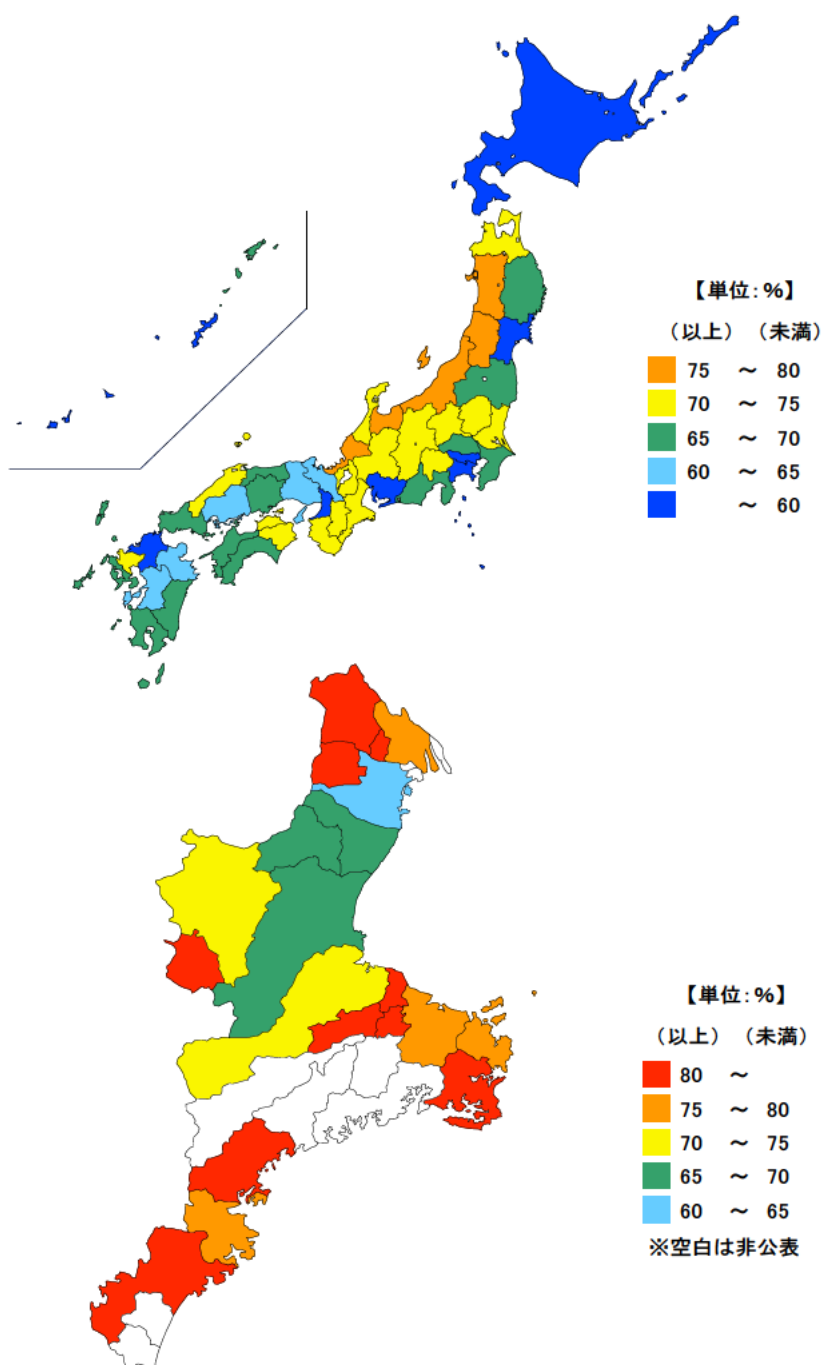 【単位:%】
（以上） （未満）
75 ～ 80
70 ～ 75
65 ～ 70
60 ～ 65
～ 60
【単位:%】
（以上） （未満）
80 ～
75 ～ 80
70 ～ 75
65 ～ 70
60 ～ 65
※空白は非公表